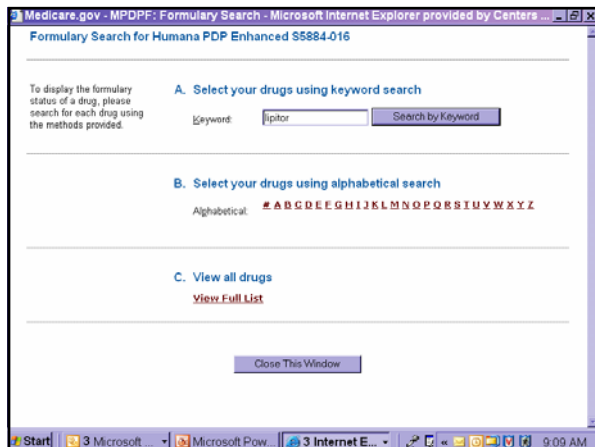 Medicare.gov - MPDPF: Formulary Search - Microsoft Internet Explorer provided by Centers ...
Formulary Search for Humana PDP Enhanced S5884-016
To display the formulary
status of a drug, please
search for each drug using
the methods provided.
A. Select your drugs using keyword search
Keyword: lipitor Search by Keyword
B. Select your drugs using alphabetical search
Alphabetical: # A B C D E F G H I J K L M N O P Q R S T U V W X Y Z
C. View all drugs
View Full List
Close This Window
Start 3 Microsoft ... Microsoft Pow... 3 Internet E... « 9:09 AM